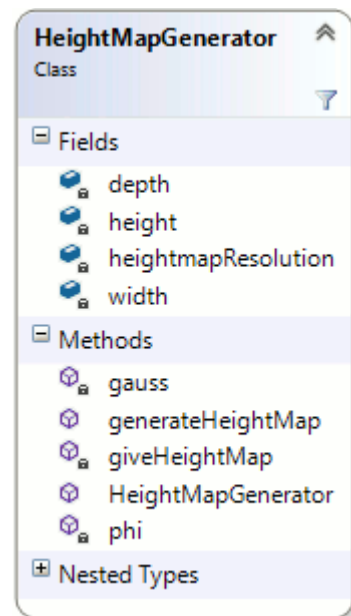 HeightMapGenerator
Class
Fields
depth
height
heightmapResolution
width
Methods
gauss
generateHeightMap
giveHeightMap
HeightMapGenerator
phi
Nested Types